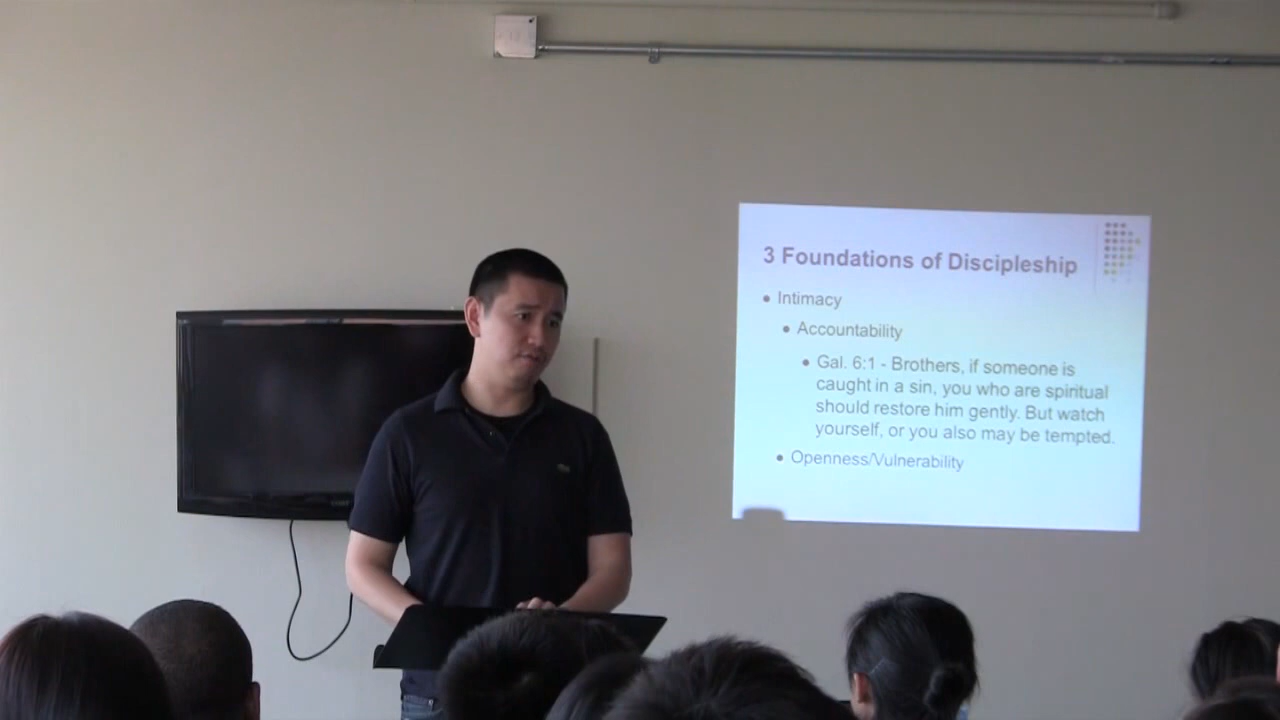 3 Foundations of Discipleship
• Intimacy
• Accountability
• Gal. 6:1 - Brothers, if someone is
caught in a sin, you who are spiritual
should restore him gently. But watch
yourself, or you also may be tempted.
• Openness/Vulnerability